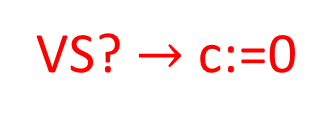 VS? → c:=0